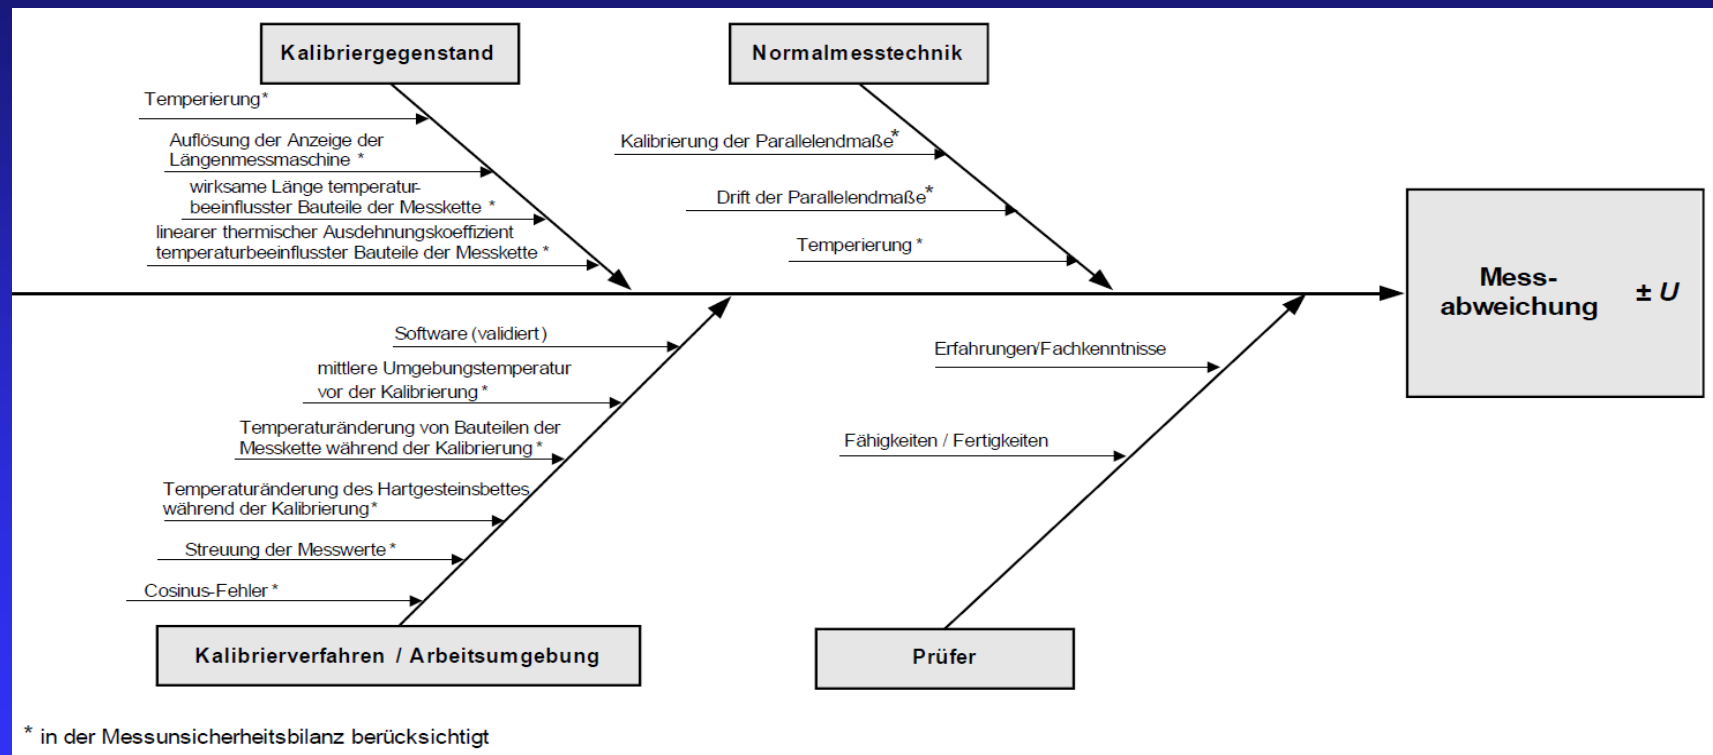 Kalibriergegenstand
Temperierung*
Auflösung der Anzeige der
Längenmessmaschine *
wirksame Länge temperatur-
beeinflusster Bauteile der Messkette *
linearer thermischer Ausdehnungskoeffizient
temperaturbeeinflusster Bauteile der Messkette *
Normalmesstechnik
Kalibrierung der Parallelendmaße*
Drift der Parallelendmaße*
Temperierung *
Mess-
abweichung ± U
Software (validiert)
mittlere Umgebungstemperatur
vor der Kalibrierung *
Temperaturänderung von Bauteilen der
Messkette während der Kalibrierung *
Temperaturänderung des Hartgesteinsbettes
während der Kalibrierung*
Streuung der Messwerte *
Cosinus-Fehler *
Kalibrierverfahren / Arbeitsumgebung
Erfahrungen/Fachkenntnisse
Fähigkeiten / Fertigkeiten
Prüfer
* in der Messunsicherheitsbilanz berücksichtigt